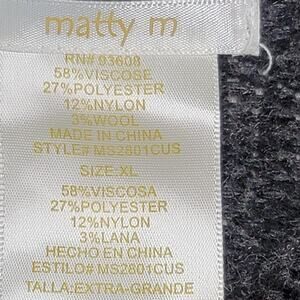 matty m
RN# 93608
58%VISCOSE
27%POLYESTER
12%NYLON
3%WOOL
MADE IN CHINA
STYLE# MS2801CUS
SIZE:XL
58%VISCOSA
27%POLYESTER
12%NYLON
3%LANA
HECHO EN CHINA
ESTILO# MS2801CUS
TALLA:EXTRA-GRANDE